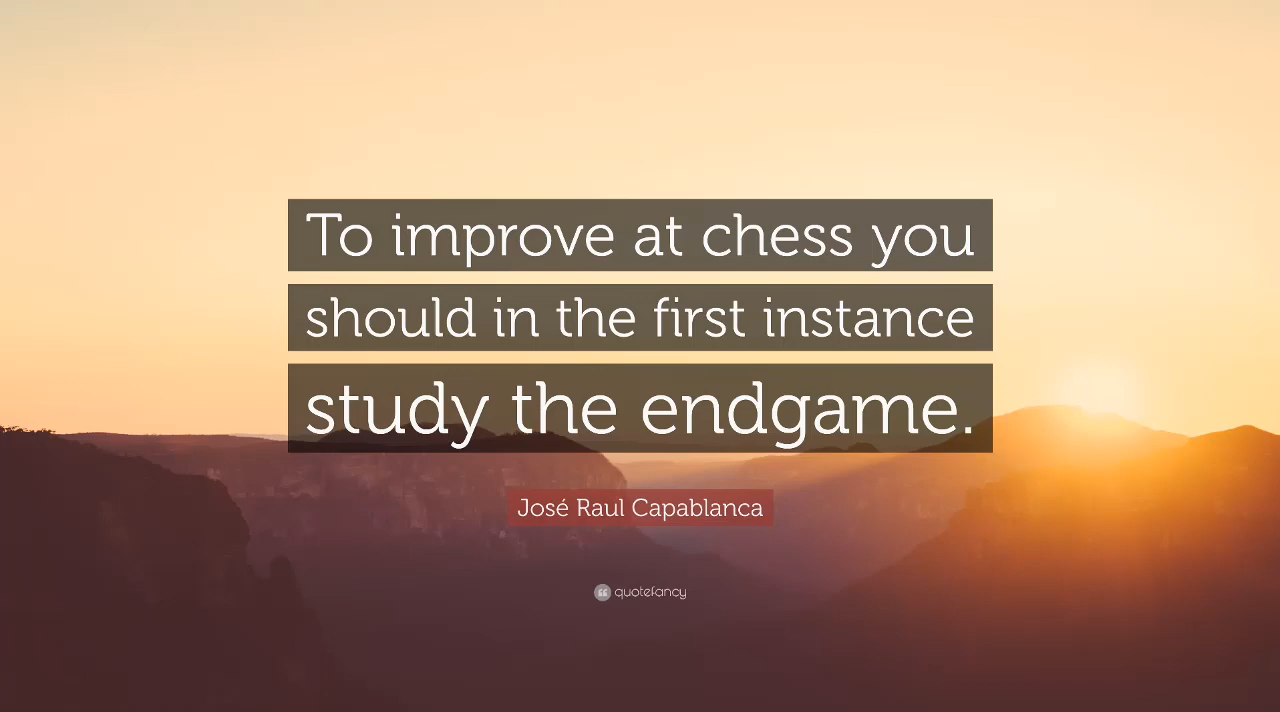 To improve at chess you
should in the first instance
study the endgame.
José Raul Capablanca
quotefancy